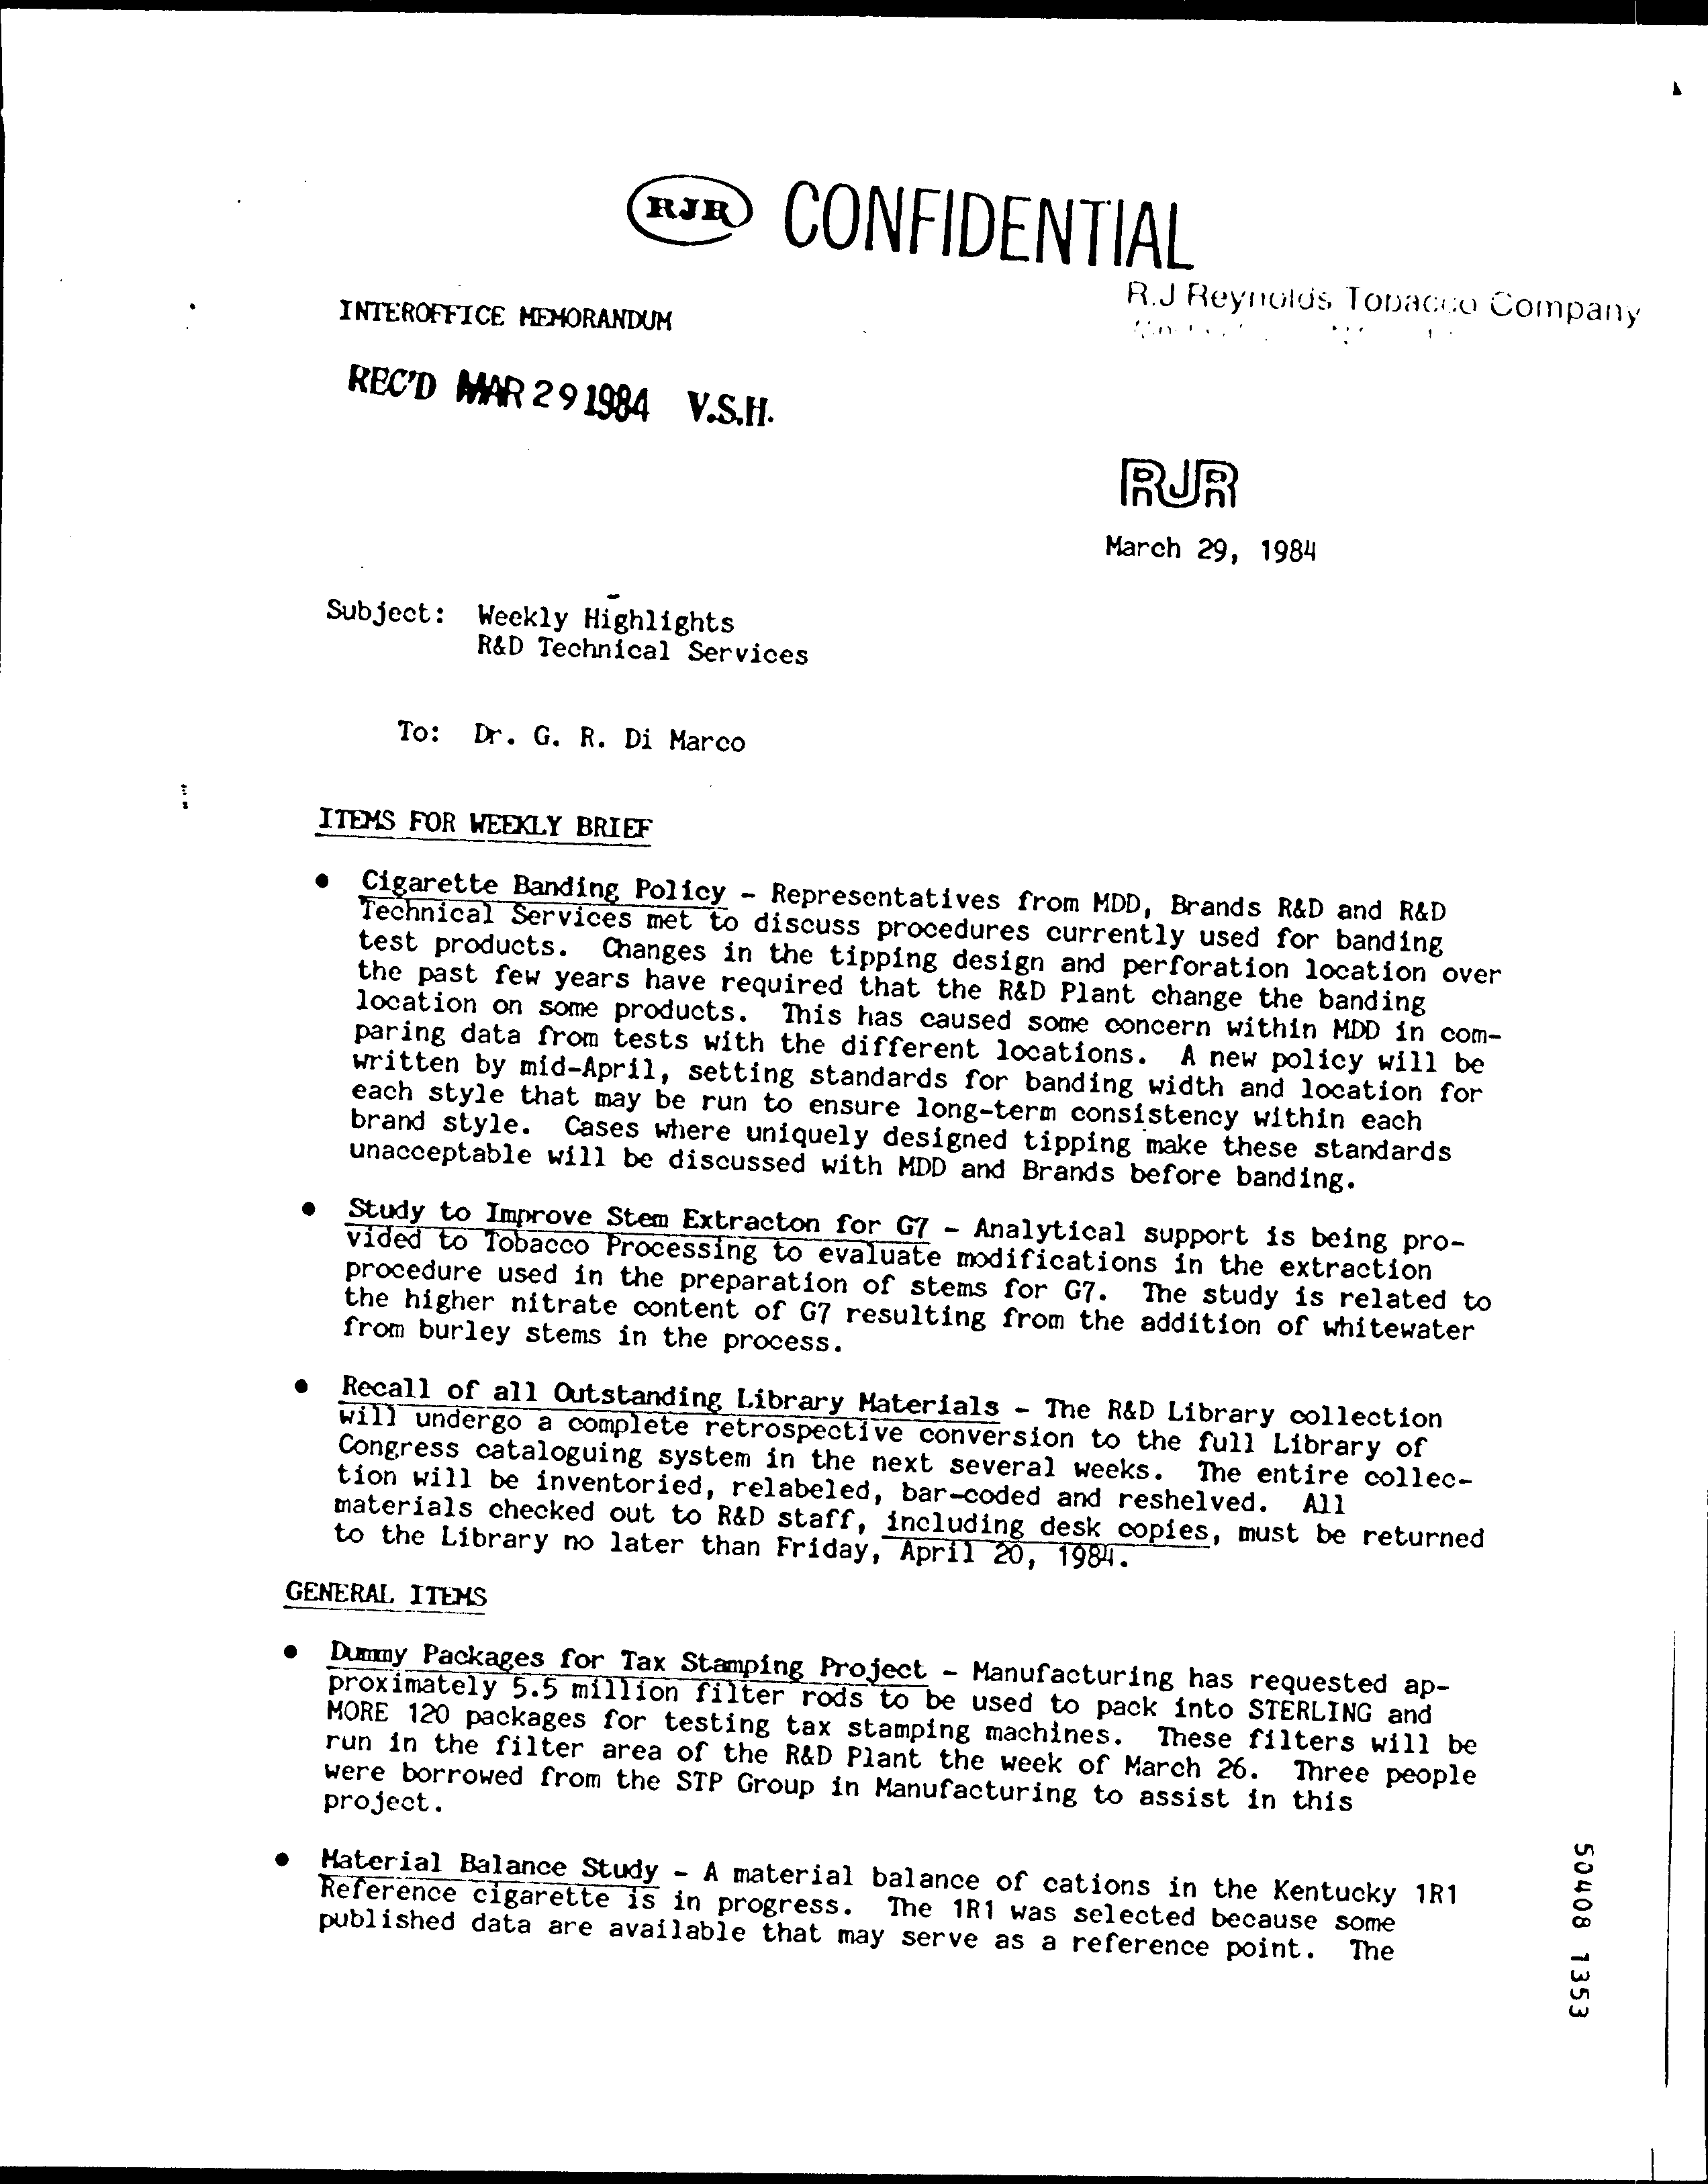 RJR CONFIDENTIAL
R.J Reynolds Tobacco Company
INTEROFFICE MEMORANDUM
REC'D MAR 29 1984 V.S.H.
RJR
March 29, 1984
Subject: Weekly Highlights
R&D Technical Services
To: Dr. G. R. Di Marco
ITEMS FOR WEEKLY BRIEF
● Cigarette Banding Policy - Representatives from MDD, Brands R&D and R&D
Technical Services met to discuss procedures currently used for banding
test products. Changes in the tipping design and perforation location over
the past few years have required that the R&D Plant change the banding
location on some products. This has caused some concern within MDD in com-
paring data from tests with the different locations. A new policy will be
written by mid-April, setting standards for banding width and location for
each style that may be run to ensure long-term consistency within each
brand style. Cases where uniquely designed tipping make these standards
unacceptable will be discussed with MDD and Brands before banding.
● Study to Improve Stem Extracton for G7 - Analytical support is being pro-
vided to Tobacco Processing to evaluate modifications in the extraction
procedure used in the preparation of stems for G7. The study is related to
the higher nitrate content of G7 resulting from the addition of whitewater
from burley stems in the process.
● Recall of all Outstanding Library Materials - The R&D Library collection
will undergo a complete retrospective conversion to the full Library of
Congress cataloguing system in the next several weeks. The entire collec-
tion will be inventoried, relabeled, bar-coded and reshelved. All
materials checked out to R&D staff, including desk copies, must be returned
to the Library no later than Friday, April 20, 1984.
GENERAL ITEMS
● Dummy Packages for Tax Stamping Project - Manufacturing has requested ap-
proximately 5.5 million filter rods to be used to pack into STERLING and
MORE 120 packages for testing tax stamping machines. These filters will be
run in the filter area of the R&D Plant the week of March 26. Three people
were borrowed from the STP Group in Manufacturing to assist in this
project.
● Material Balance Study - A material balance of cations in the Kentucky 1R1
Reference cigarette is in progress. The 1R1 was selected because some
published data are available that may serve as a reference point. The
50408 1353